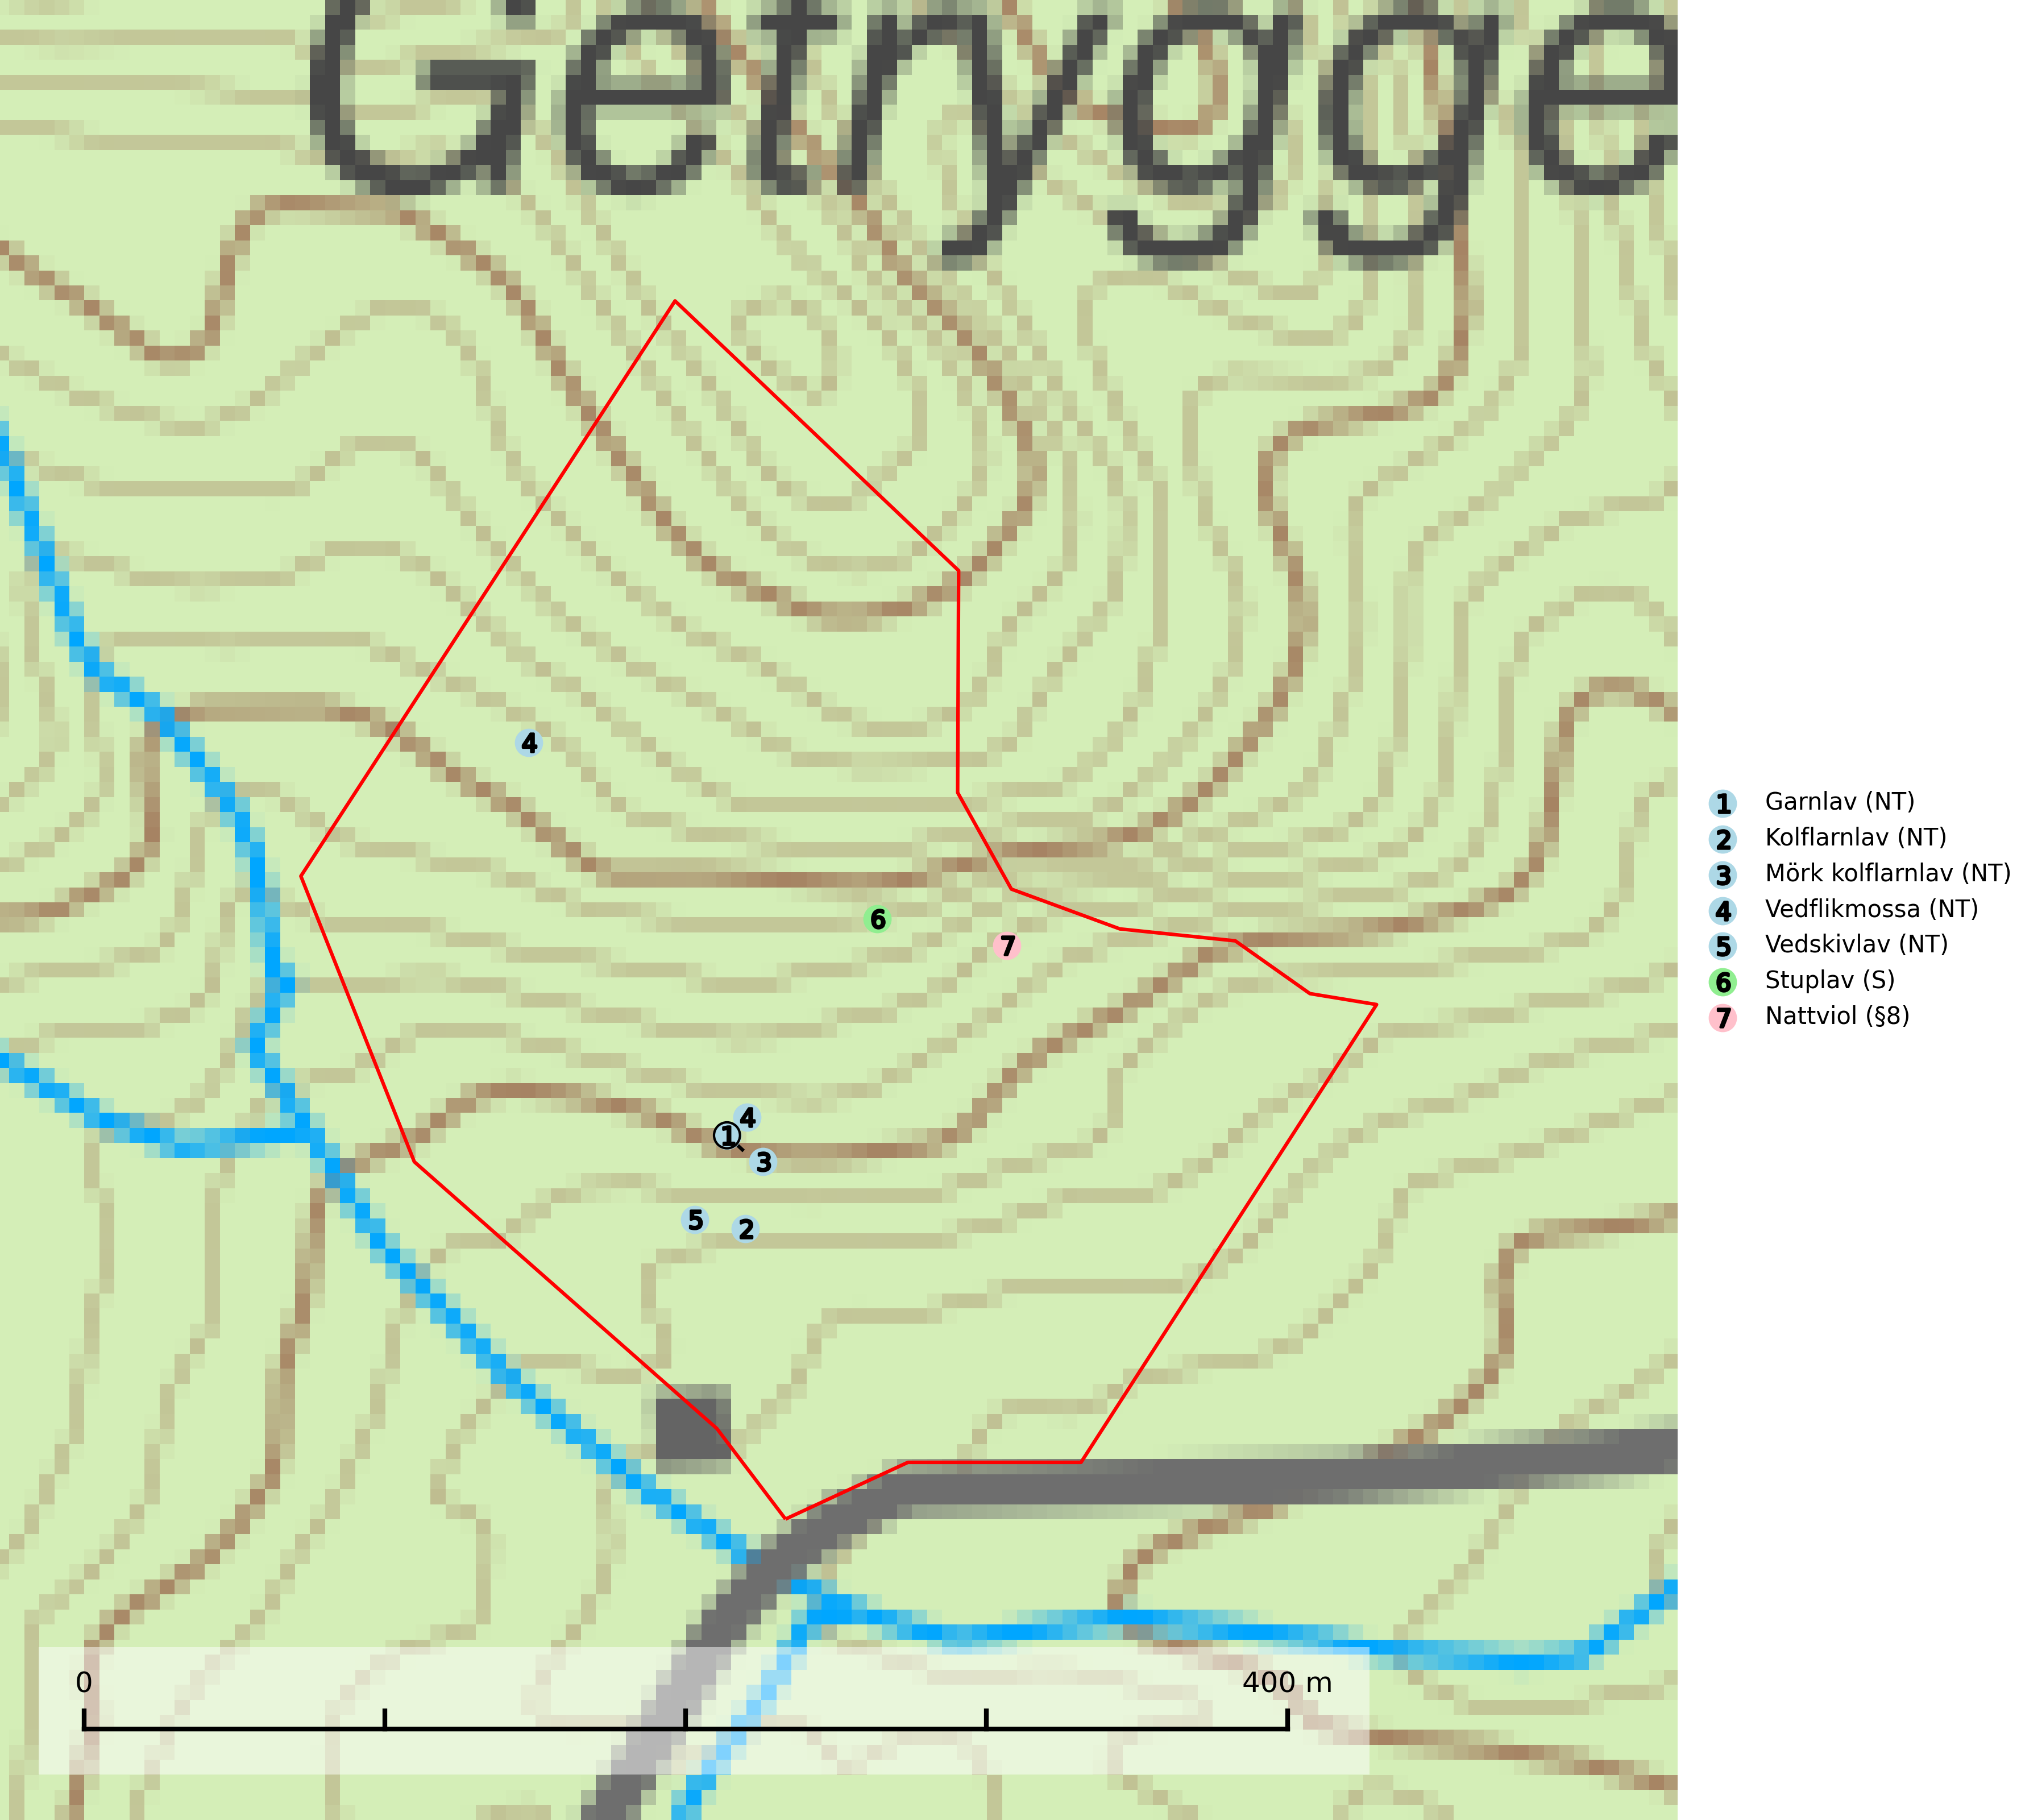 Getrygge
4
6
7
4
1
3
5
2
1 Garnlav (NT)
2 Kolflarnlav (NT)
3 Mörk kolflarnlav (NT)
4 Vedflikmossa (NT)
5 Vedskivlav (NT)
6 Stuplav (S)
7 Nattviol (§8)
0 400 m